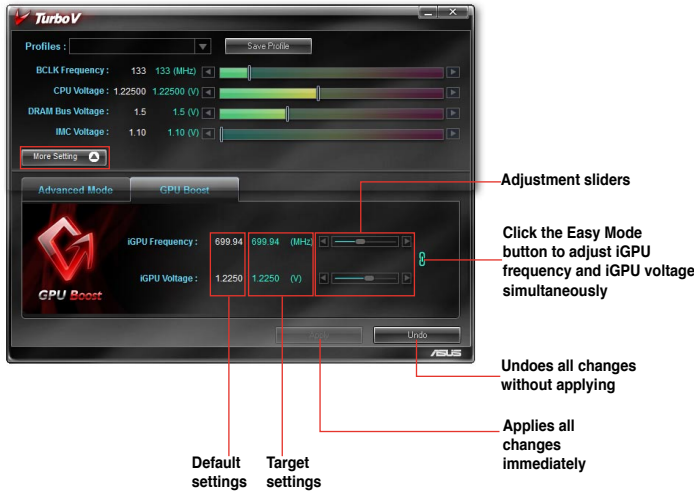 TurboV
Profiles :
Save Profile
BCLK Frequency : 133 133 (MHz)
CPU Voltage : 1.22500 1.22500 (V)
DRAM Bus Voltage : 1.5 1.5 (V)
IMC Voltage : 1.10 1.10 (V)
More Setting
Advanced Mode
GPU Boost
iGPU Frequency : 699.94 699.94 (MHz)
iGPU Voltage : 1.2250 1.2250 (V)
GPU Boost
Apply
Undo
ASUS
Adjustment sliders
Click the Easy Mode
button to adjust iGPU
frequency and iGPU voltage
simultaneously
Undoes all changes
without applying
Applies all
changes
immediately
Default
settings
Target
settings